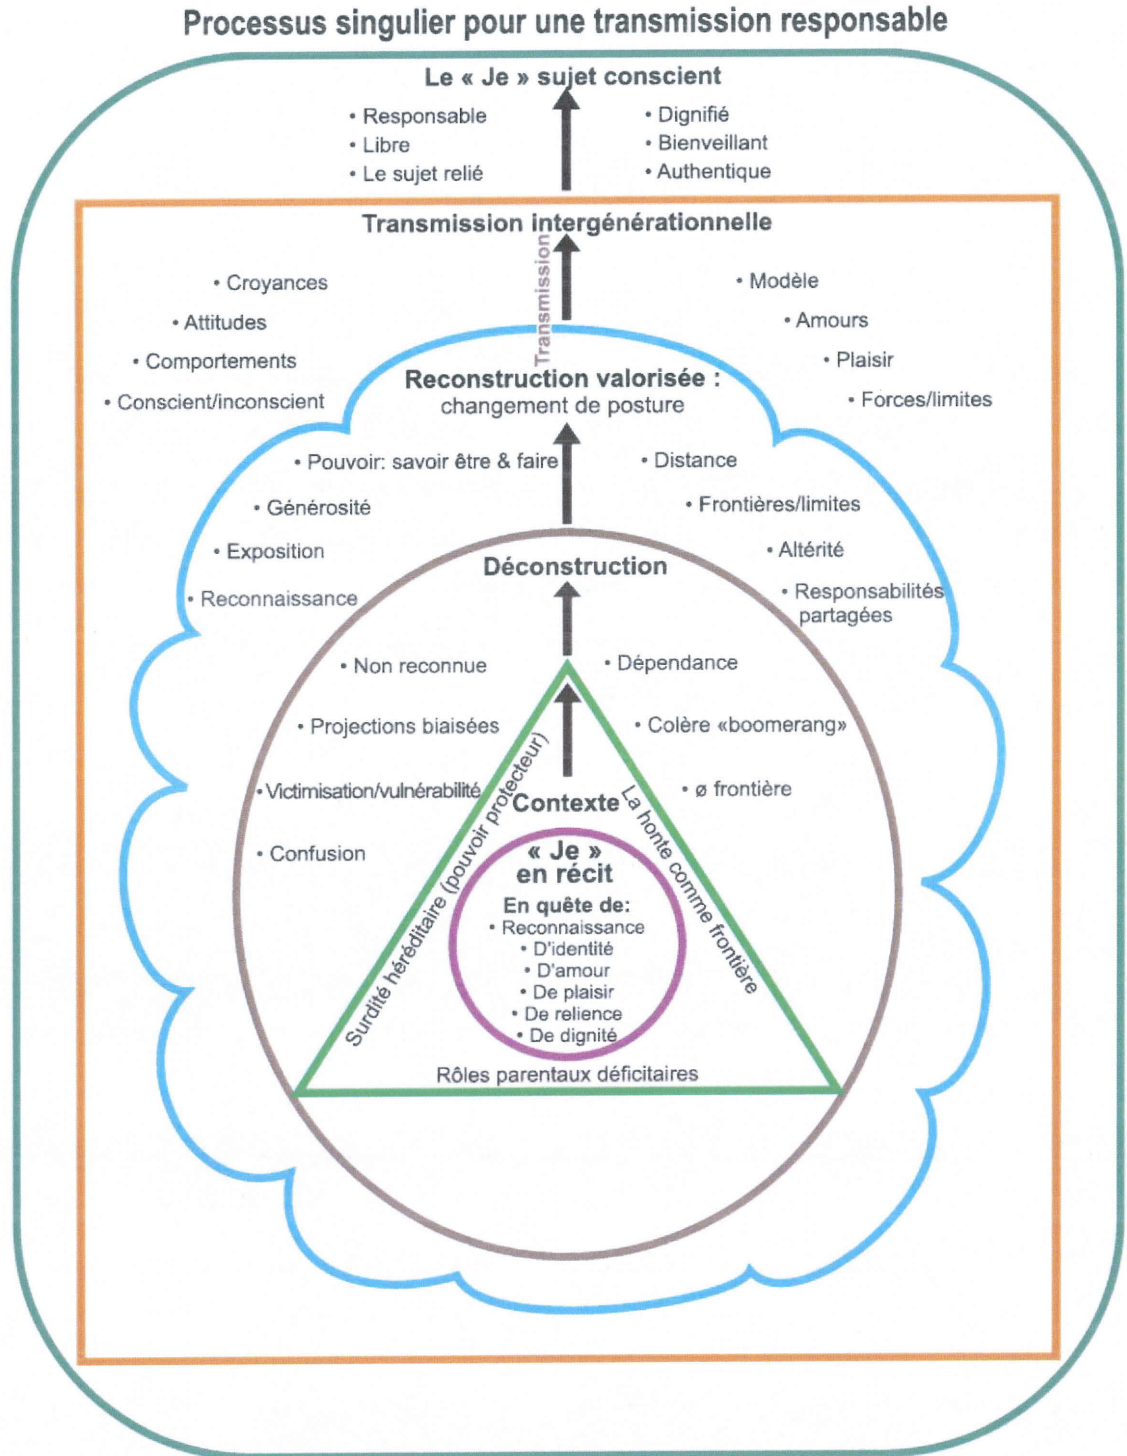 Processus singulier pour une transmission responsable
Le « Je » sujet conscient
• Responsable
• Libre
• Le sujet relié
• Dignifié
• Bienveillant
• Authentique
Transmission intergénérationnelle
Transmission
• Croyances
• Attitudes
• Comportements
• Conscient/inconscient
• Modèle
• Amours
• Plaisir
• Forces/limites
Reconstruction valorisée :
changement de posture
• Pouvoir: savoir être & faire
• Générosité
• Exposition
• Reconnaissance
• Distance
• Frontières/limites
• Altérité
• Responsabilités
partagées
Déconstruction
• Non reconnue
• Projections biaisées
• Victimisation/vulnérabilité
• Confusion
• Dépendance
• Colère «boomerang»
• ø frontière
Surdité héréditaire (pouvoir protecteur)
La honte comme frontière
Contexte
« Je »
en récit
En quête de:
• Reconnaissance
• D'identité
• D'amour
• De plaisir
• De relience
• De dignité
Rôles parentaux déficitaires